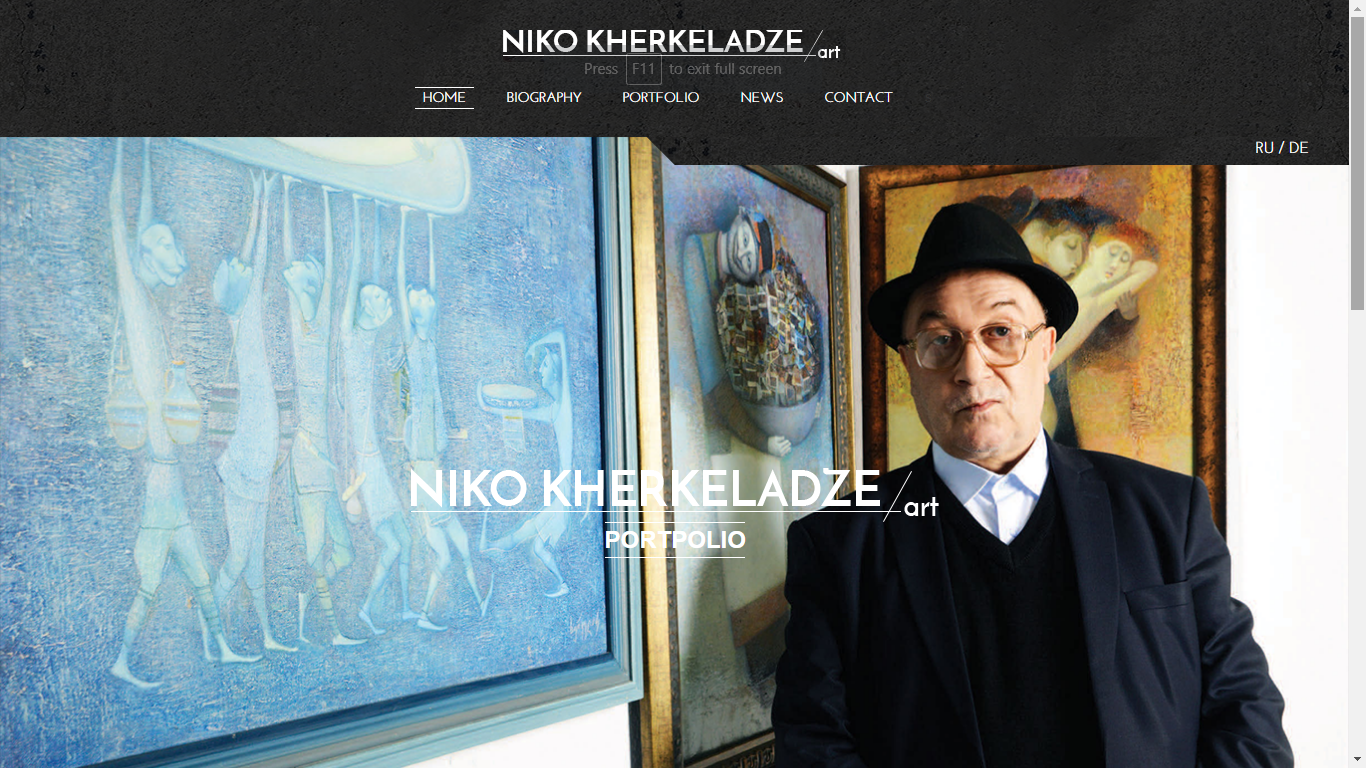 NIKO KHERKELADZE/art
Press F11 to exit full screen
HOME BIOGRAPHY PORTFOLIO NEWS CONTACT
RU / DE
NIKO KHERKELADZE/art
PORTPOLIO